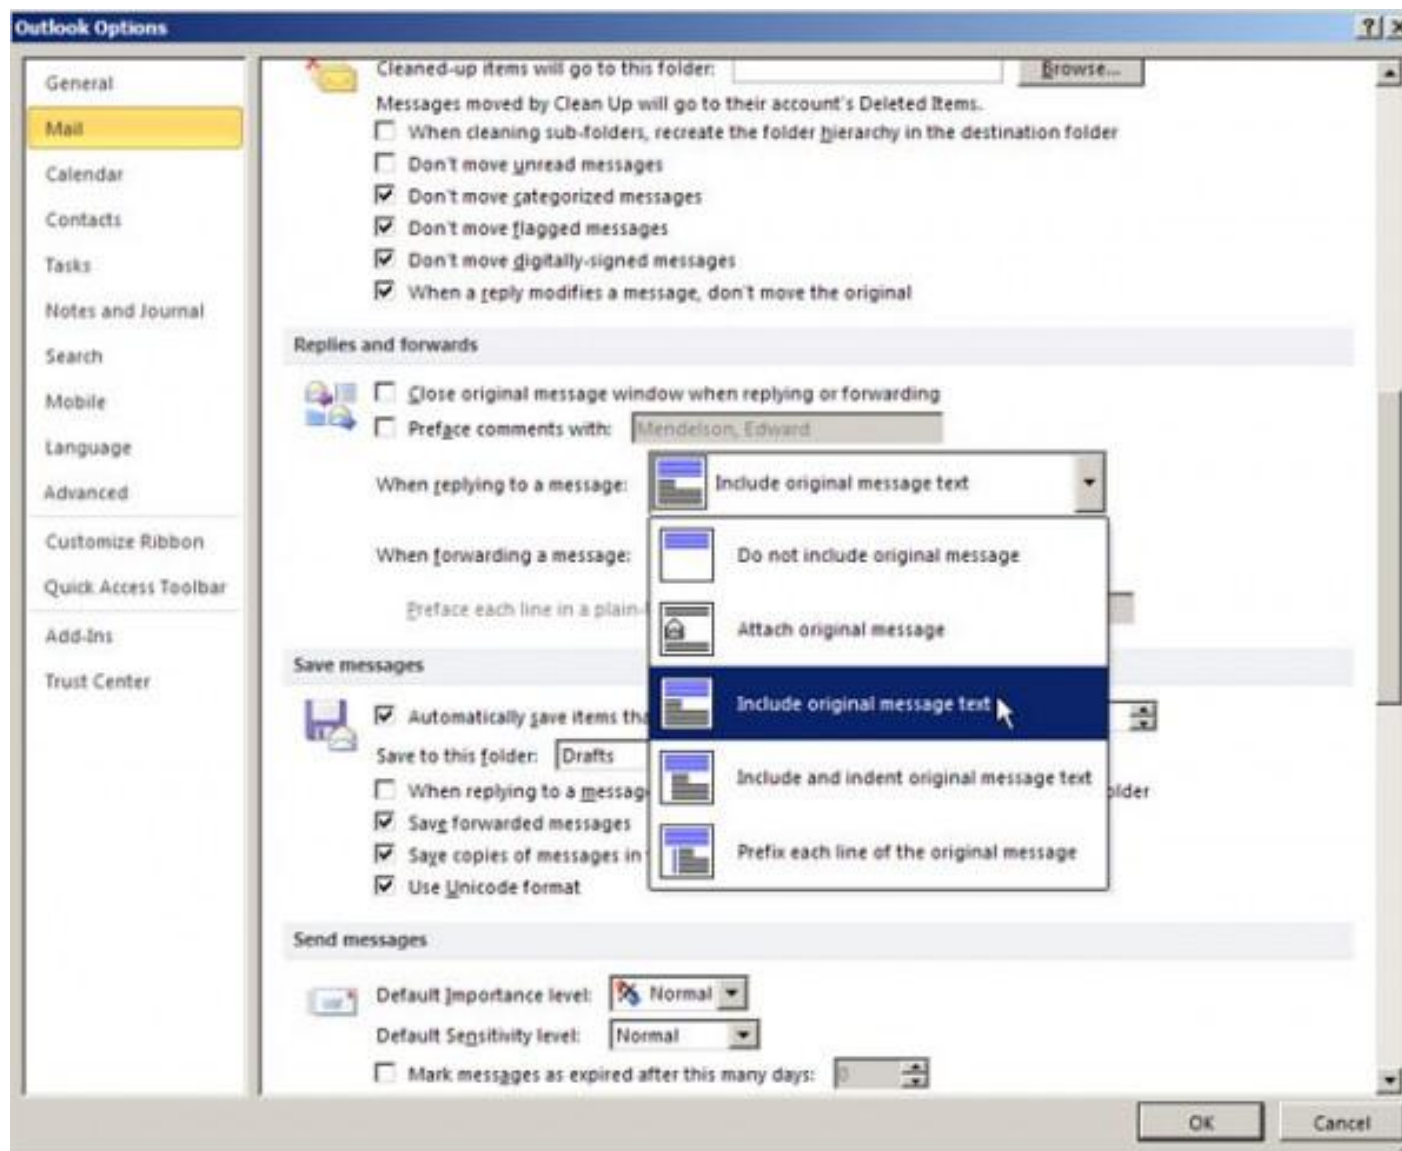 Outlook Options
General
Mail
Calendar
Contacts
Tasks
Notes and Journal
Search
Mobile
Language
Advanced
Customize Ribbon
Quick Access Toolbar
Add-Ins
Trust Center
Cleaned-up items will go to this folder:
Browse...
Messages moved by Clean Up will go to their account's Deleted Items.
When cleaning sub-folders, recreate the folder hierarchy in the destination folder
Don't move unread messages
Don't move categorized messages
Don't move flagged messages
Don't move digitally-signed messages
When a reply modifies a message, don't move the original
Replies and forwards
Close original message window when replying or forwarding
Preface comments with: Mendelson, Edward
When replying to a message: Include original message text
When forwarding a message:
Do not include original message
Preface each line in a plain-
Attach original message
Save messages
Include original message text
Automatically save items tha
Save to this folder: Drafts
Include and indent original message text
When replying to a messag
older
Save forwarded messages
Prefix each line of the original message
Save copies of messages in
Use Unicode format
Send messages
Default Importance level: Normal
Default Sensitivity level: Normal
Mark messages as expired after this many days: 0
OK Cancel